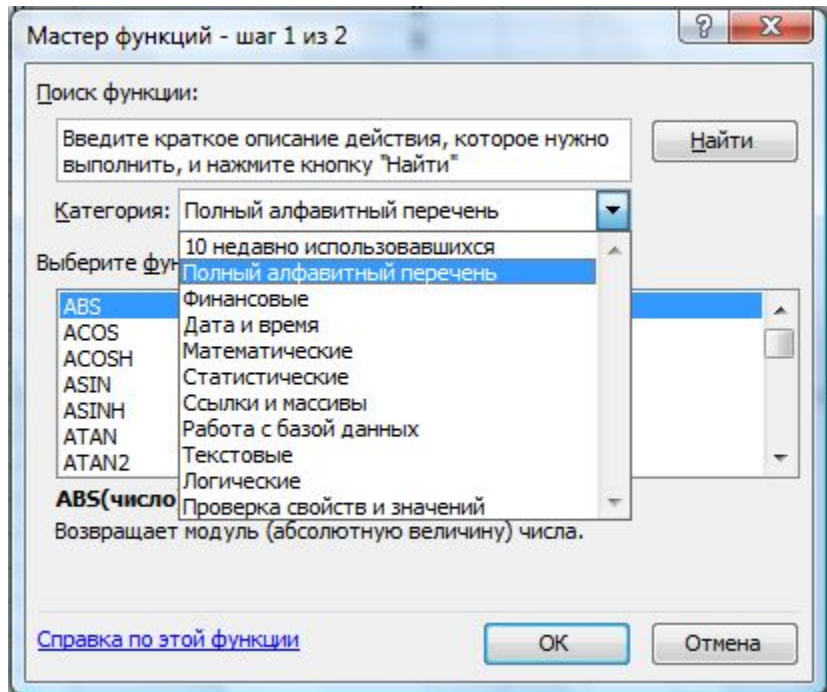 Мастер функций - шаг 1 из 2
Поиск функции:
Введите краткое описание действия, которое нужно
выполнить, и нажмите кнопку "Найти"
Найти
Категория: Полный алфавитный перечень
10 недавно использовавшихся
Полный алфавитный перечень
Финансовые
Дата и время
Математические
Статистические
Ссылки и массивы
Работа с базой данных
Текстовые
Логические
Проверка свойств и значений
Выберите фун
ABS
ACOS
ACOSH
ASIN
ASINH
ATAN
ATAN2
ABS(число
Возвращает модуль (абсолютную величину) числа.
Справка по этой функции
ОК
Отмена